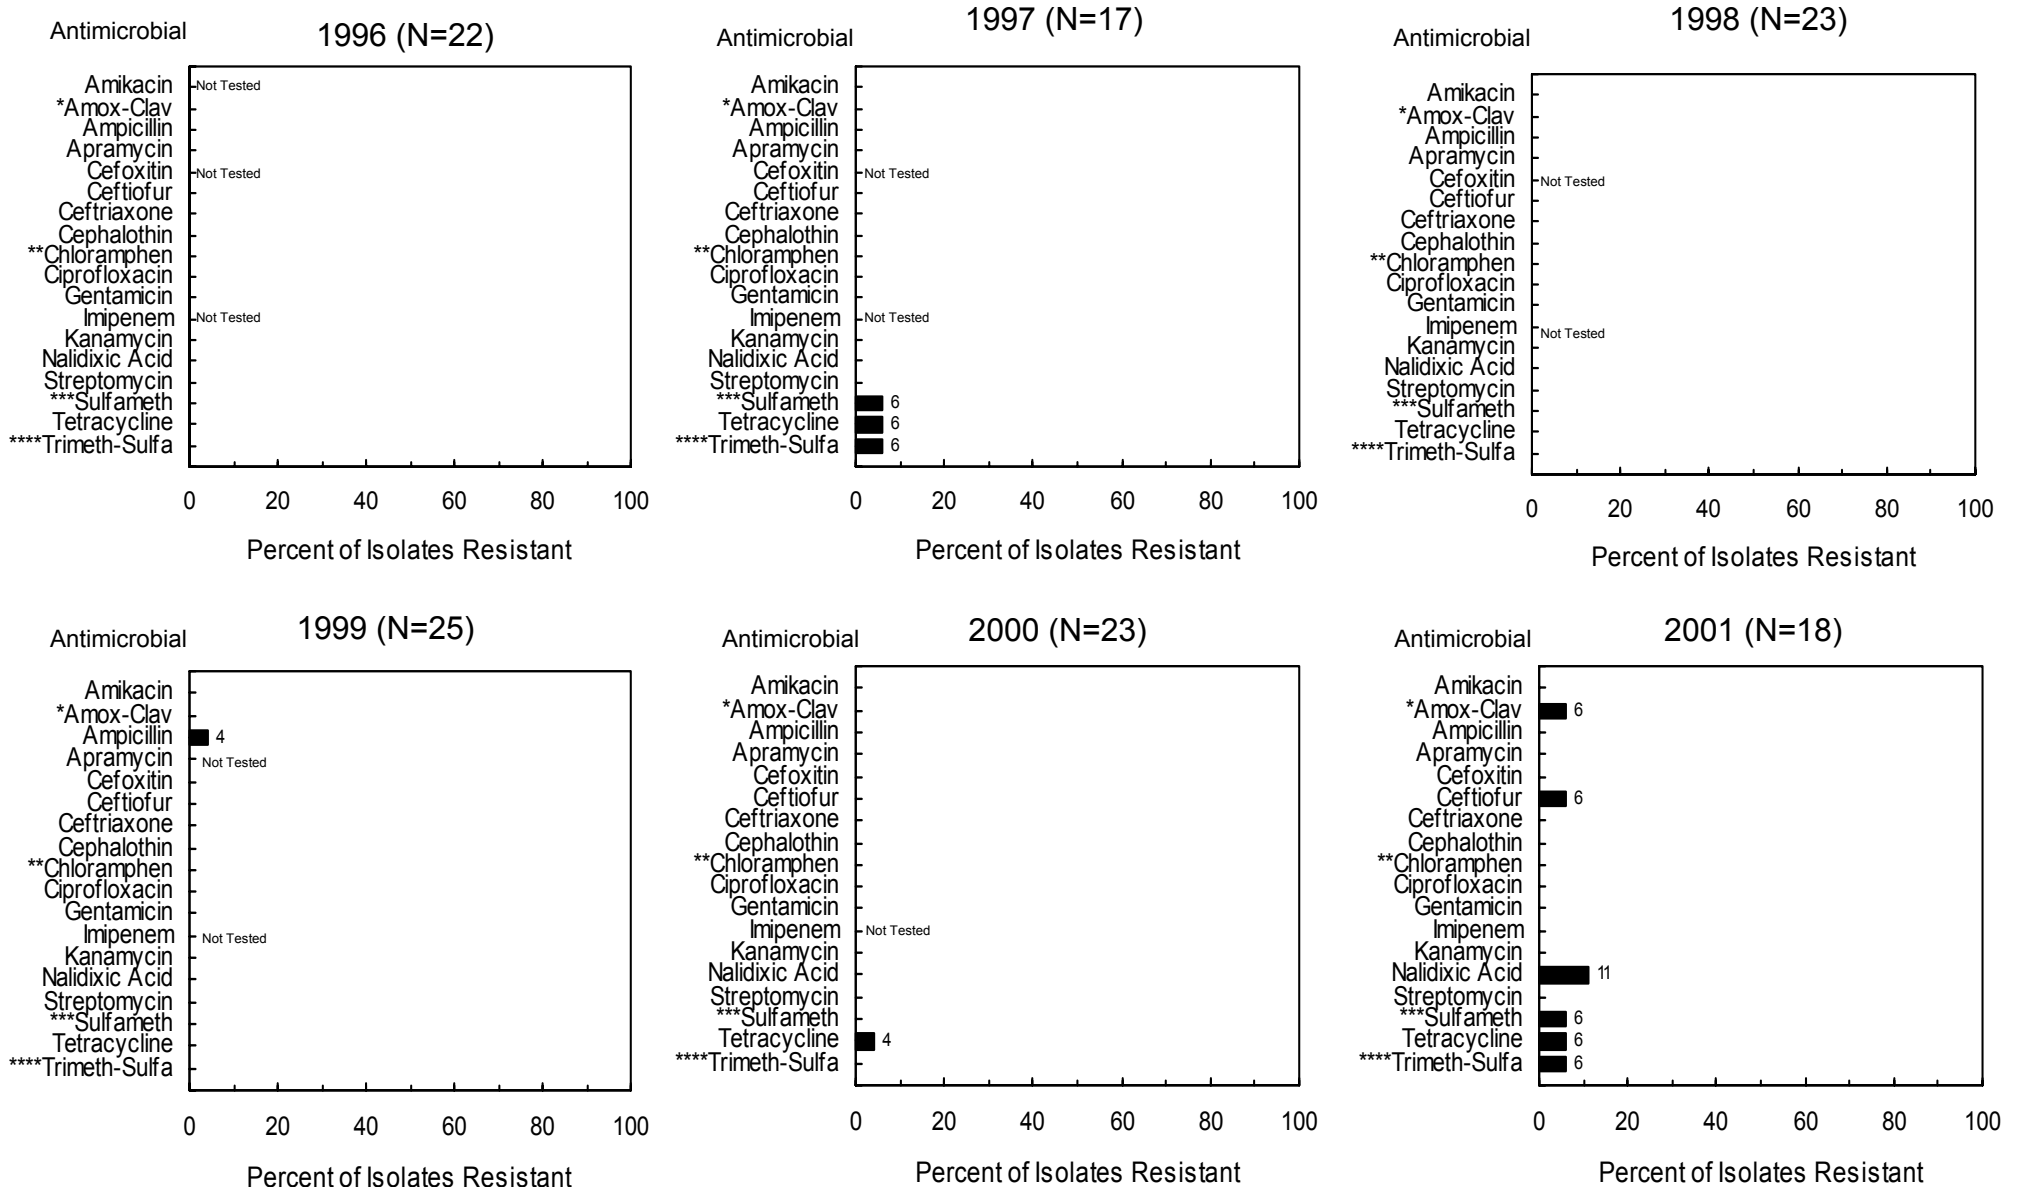 Antimicrobial
1996 (N=22)
Amikacin Not Tested
*Amox-Clav
Ampicillin
Apramycin
Cefoxitin Not Tested
Ceftiofur
Ceftriaxone
Cephalothin
**Chloramphen
Ciprofloxacin
Gentamicin
Imipenem Not Tested
Kanamycin
Nalidixic Acid
Streptomycin
***Sulfameth
Tetracycline
****Trimeth-Sulfa
0 20 40 60 80 100
Percent of Isolates Resistant
Antimicrobial
1997 (N=17)
Amikacin
*Amox-Clav
Ampicillin
Apramycin
Cefoxitin Not Tested
Ceftiofur
Ceftriaxone
Cephalothin
**Chloramphen
Ciprofloxacin
Gentamicin
Imipenem Not Tested
Kanamycin
Nalidixic Acid
Streptomycin
***Sulfameth 6
Tetracycline 6
****Trimeth-Sulfa 6
0 20 40 60 80 100
Percent of Isolates Resistant
Antimicrobial
1998 (N=23)
Amikacin
*Amox-Clav
Ampicillin
Apramycin
Cefoxitin Not Tested
Ceftiofur
Ceftriaxone
Cephalothin
**Chloramphen
Ciprofloxacin
Gentamicin
Imipenem Not Tested
Kanamycin
Nalidixic Acid
Streptomycin
***Sulfameth
Tetracycline
****Trimeth-Sulfa
0 20 40 60 80 100
Percent of Isolates Resistant
Antimicrobial
1999 (N=25)
Amikacin
*Amox-Clav
Ampicillin 4
Apramycin Not Tested
Cefoxitin
Ceftiofur
Ceftriaxone
Cephalothin
**Chloramphen
Ciprofloxacin
Gentamicin
Imipenem Not Tested
Kanamycin
Nalidixic Acid
Streptomycin
***Sulfameth
Tetracycline
****Trimeth-Sulfa
0 20 40 60 80 100
Percent of Isolates Resistant
Antimicrobial
2000 (N=23)
Amikacin
*Amox-Clav
Ampicillin
Apramycin
Cefoxitin
Ceftiofur
Ceftriaxone
Cephalothin
**Chloramphen
Ciprofloxacin
Gentamicin
Imipenem Not Tested
Kanamycin
Nalidixic Acid
Streptomycin
***Sulfameth
Tetracycline 4
****Trimeth-Sulfa
0 20 40 60 80 100
Percent of Isolates Resistant
Antimicrobial
2001 (N=18)
Amikacin
*Amox-Clav 6
Ampicillin
Apramycin
Cefoxitin
Ceftiofur 6
Ceftriaxone
Cephalothin
**Chloramphen
Ciprofloxacin
Gentamicin
Imipenem
Kanamycin
Nalidixic Acid 11
Streptomycin
***Sulfameth 6
Tetracycline 6
****Trimeth-Sulfa 6
0 20 40 60 80 100
Percent of Isolates Resistant